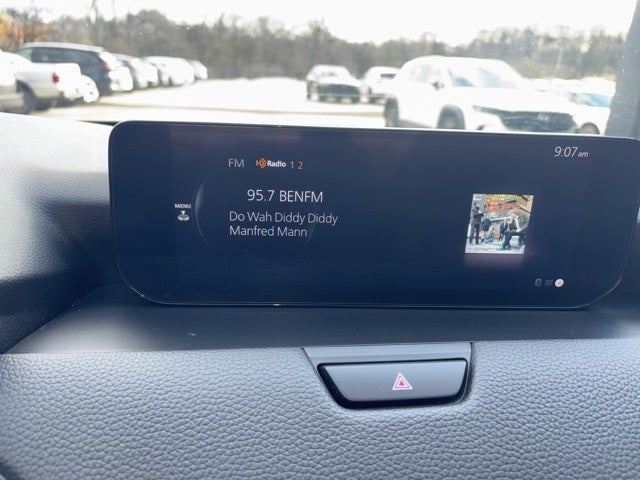 FM HD Radio 1 2
9:07 am
95.7 BENFM
MENU
Do Wah Diddy Diddy
Manfred Mann